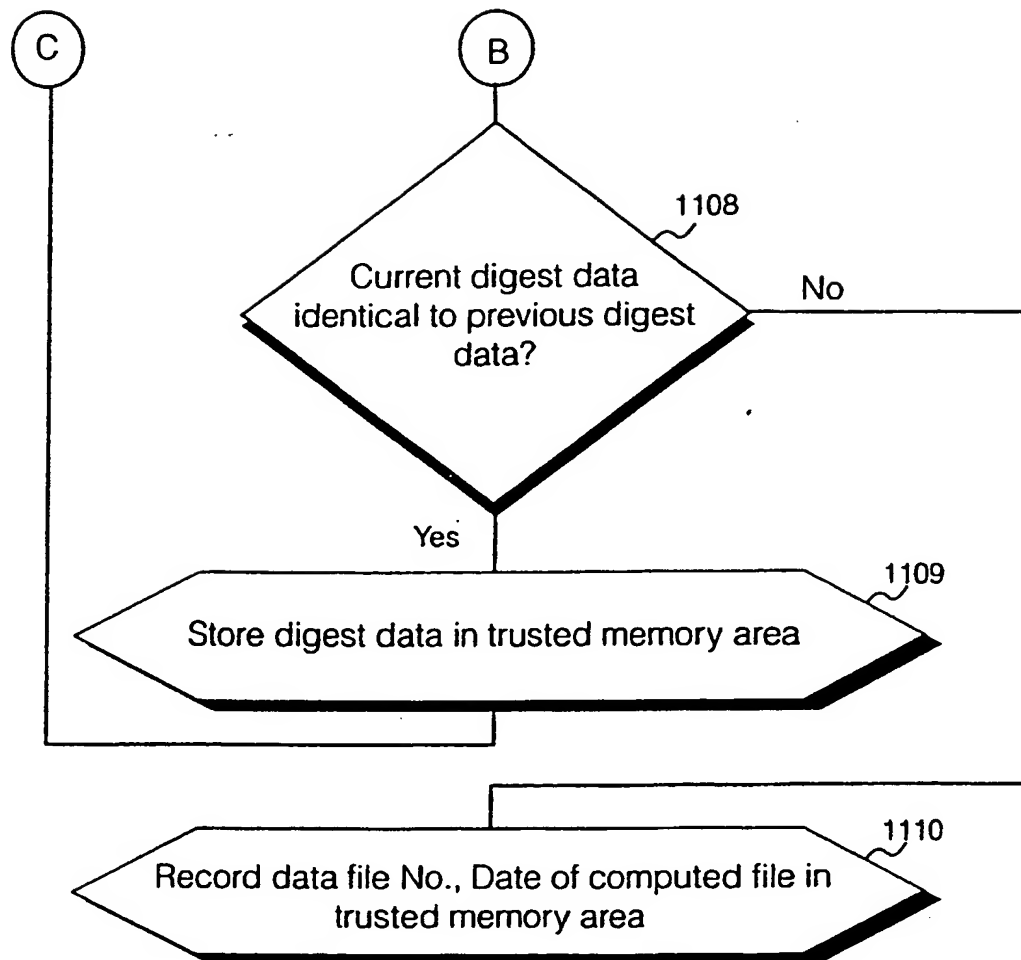 C
B
1108
Current digest data
identical to previous digest
data?
No
Yes
1109
Store digest data in trusted memory area
1110
Record data file No., Date of computed file in
trusted memory area